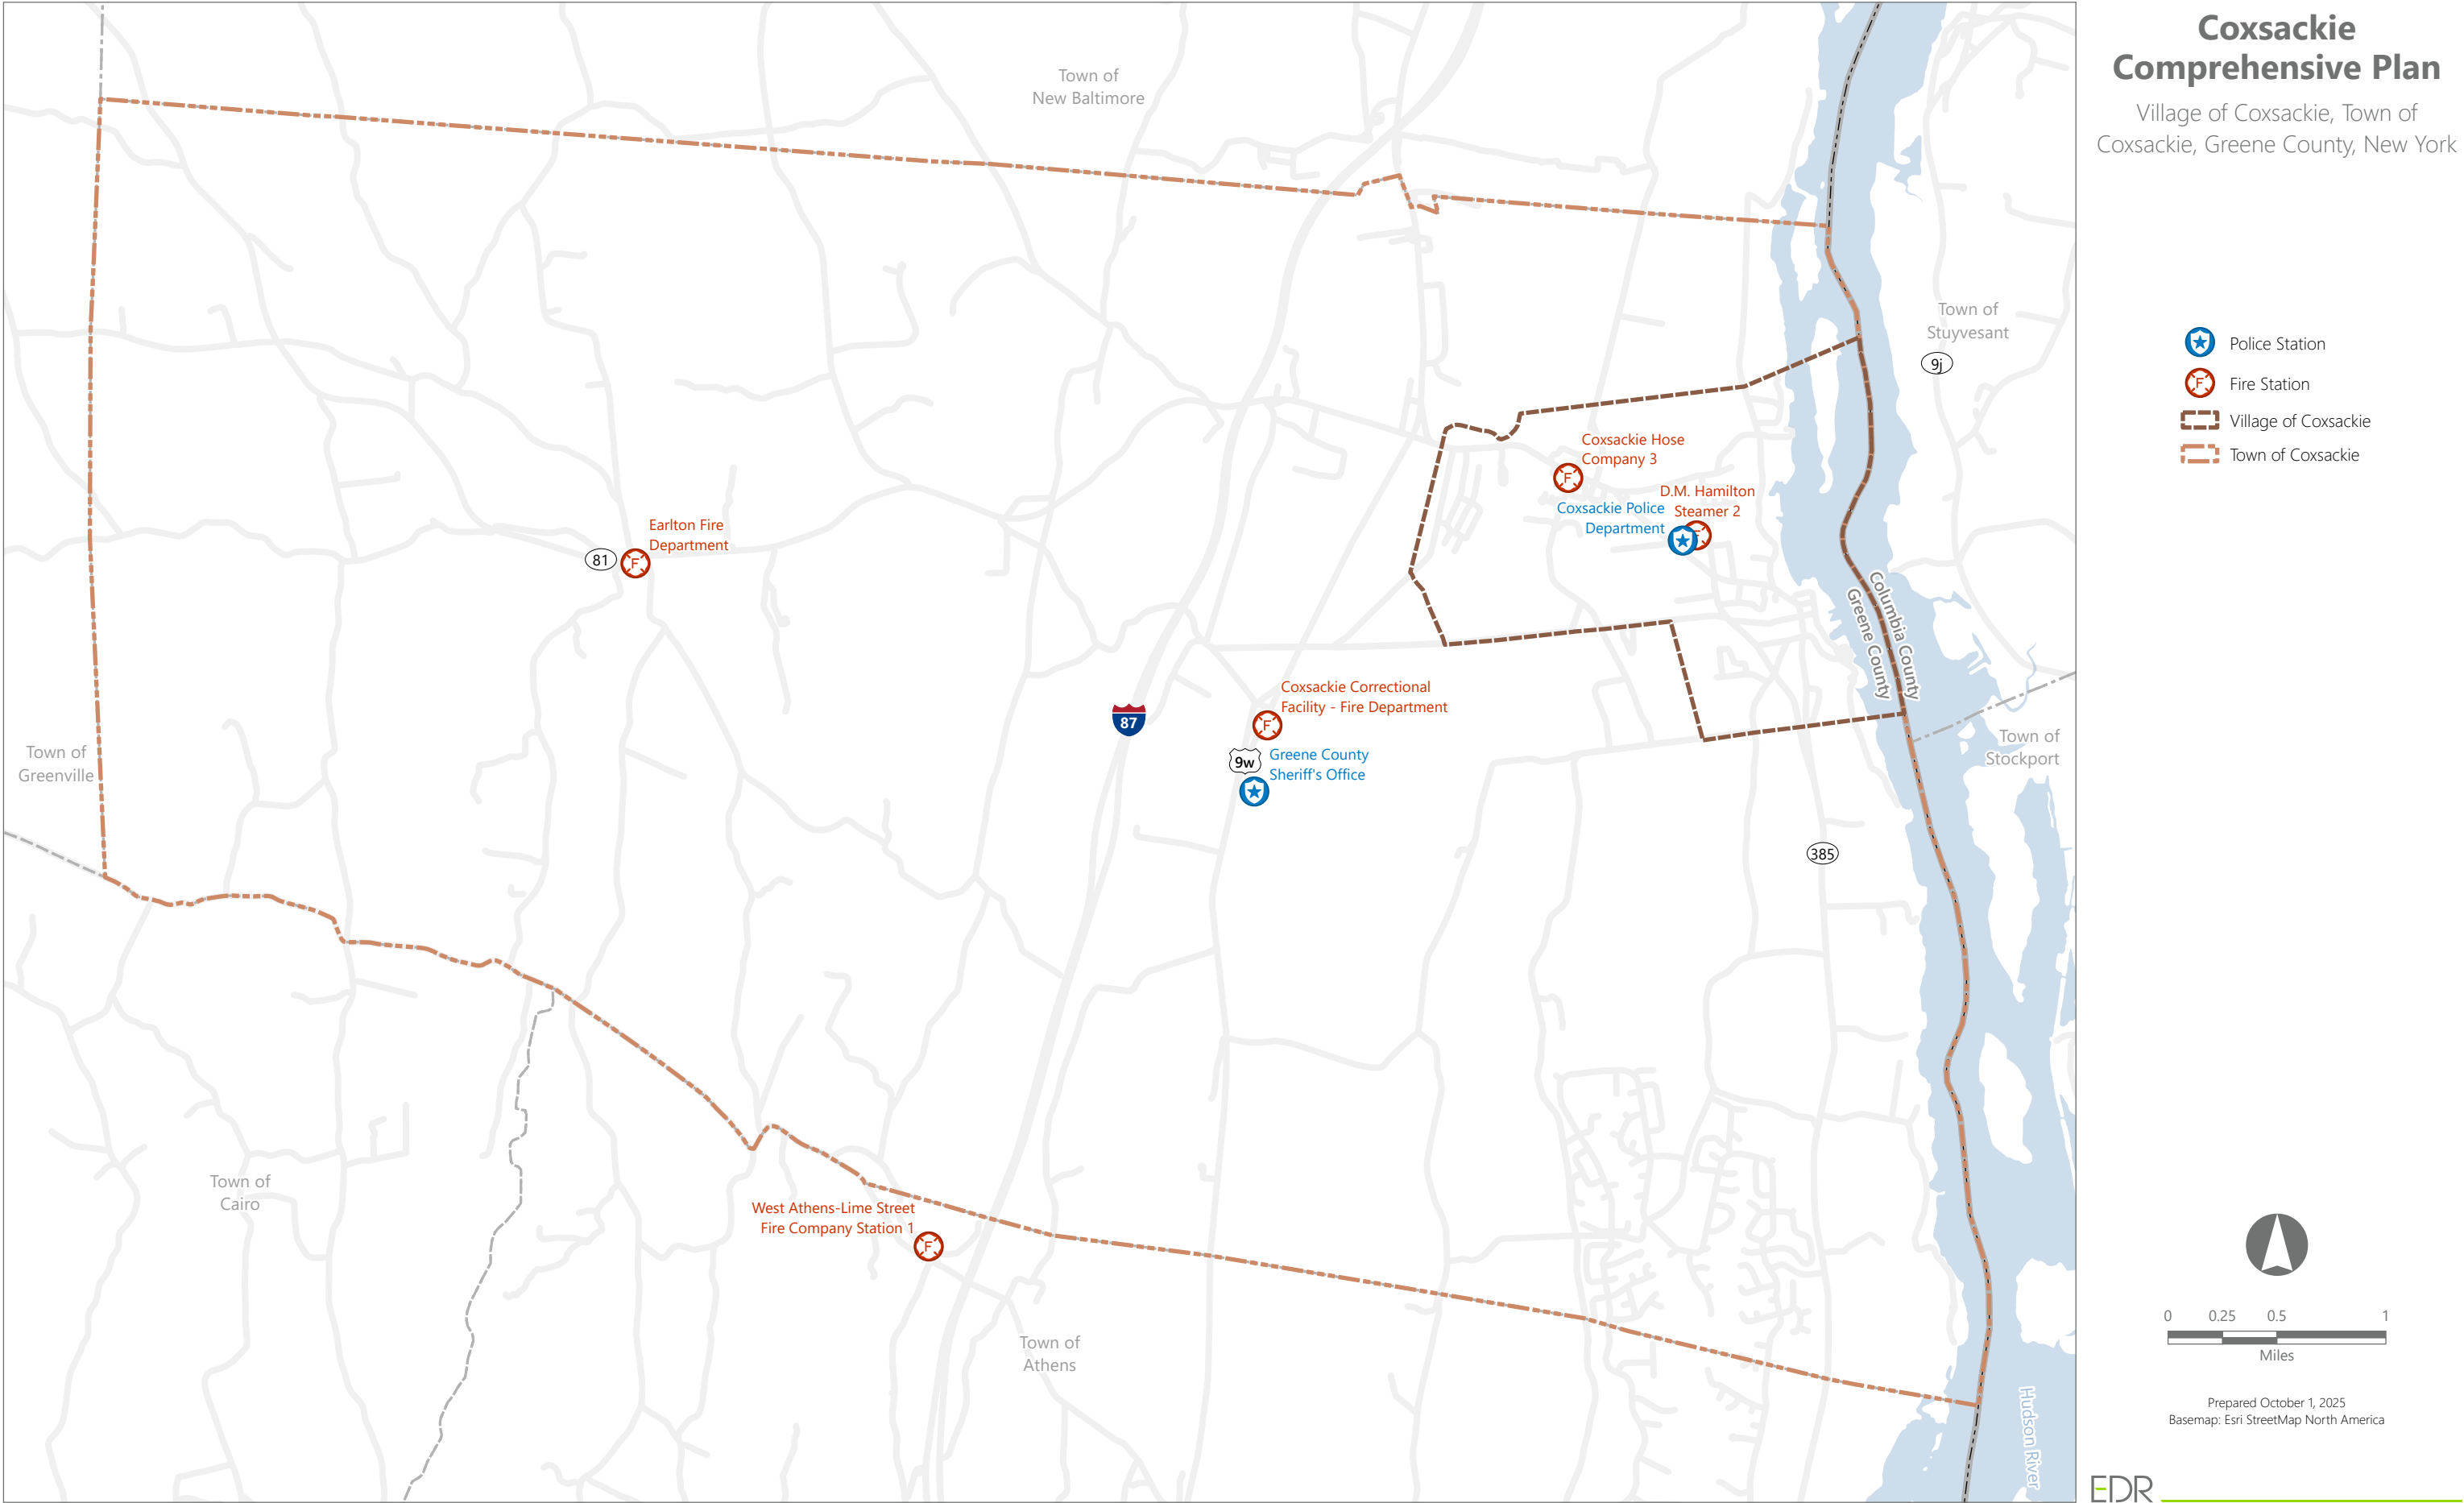 Coxsackie
Comprehensive Plan
Village of Coxsackie, Town of
Coxsackie, Greene County, New York
Police Station
F
Fire Station
Village of Coxsackie
Town of Coxsackie
Town of
New Baltimore
Town of
Stuyvesant
9j
Coxsackie Hose
Company 3
F
D.M. Hamilton
Steamer 2
Coxsackie Police
Department
Earlton Fire
Department
81
F
Columbia County
Greene County
Coxsackie Correctional
Facility - Fire Department
F
87
9w
Greene County
Sheriff's Office
Town of
Greenville
Town of
Stockport
385
Town of
Cairo
West Athens-Lime Street
Fire Company Station 1
F
Town of
Athens
Hudson River
0 0.25 0.5 1
Miles
Prepared October 1, 2025
Basemap: Esri StreetMap North America
EDR